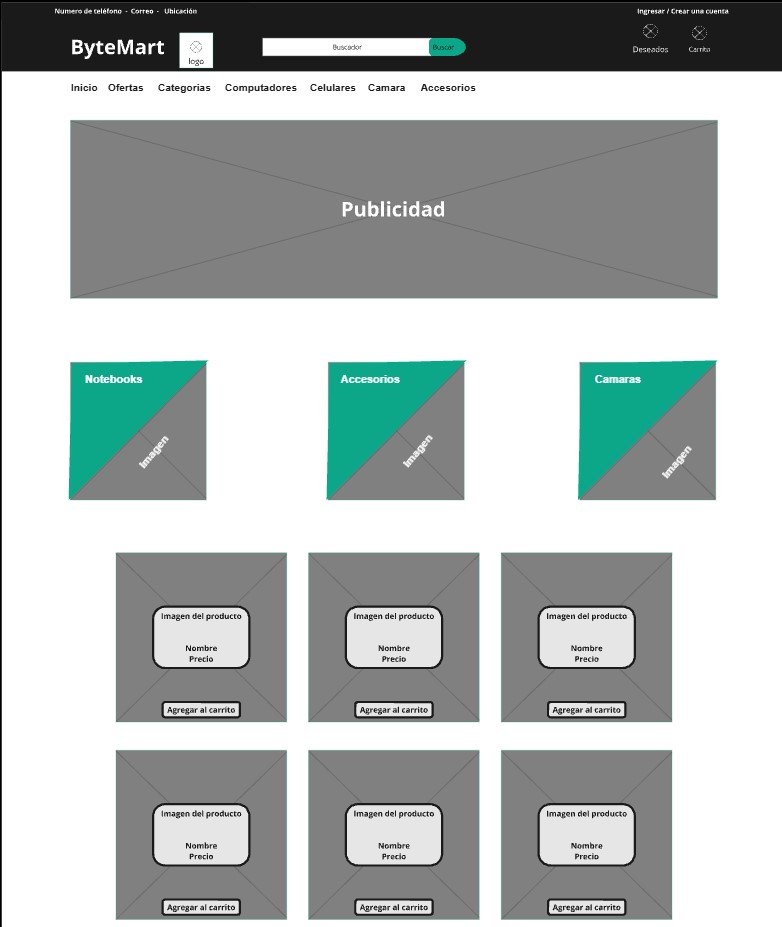 Numero de teléfono - Correo - Ubicación
Ingresar / Crear una cuenta
ByteMart
logo
Buscador
Buscar
Deseados
Carrito
Inicio Ofertas Categorias Computadores Celulares Camara Accesorios
Publicidad
Notebooks
Imagen
Accesorios
Imagen
Camaras
Imagen
Imagen del producto
Nombre
Precio
Agregar al carrito
Imagen del producto
Nombre
Precio
Agregar al carrito
Imagen del producto
Nombre
Precio
Agregar al carrito
Imagen del producto
Nombre
Precio
Agregar al carrito
Imagen del producto
Nombre
Precio
Agregar al carrito
Imagen del producto
Nombre
Precio
Agregar al carrito